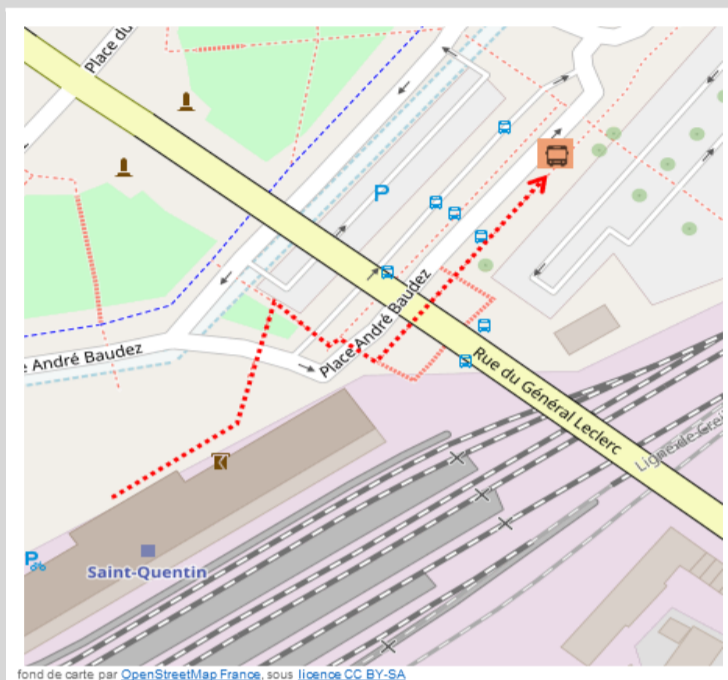 Place du
P
Place André Baudez
e André Baudez
Rue du Général Leclerc
Ligne de Cre
P
Saint-Quentin
fond de carte par OpenStreetMap France, sous licence CC BY-SA